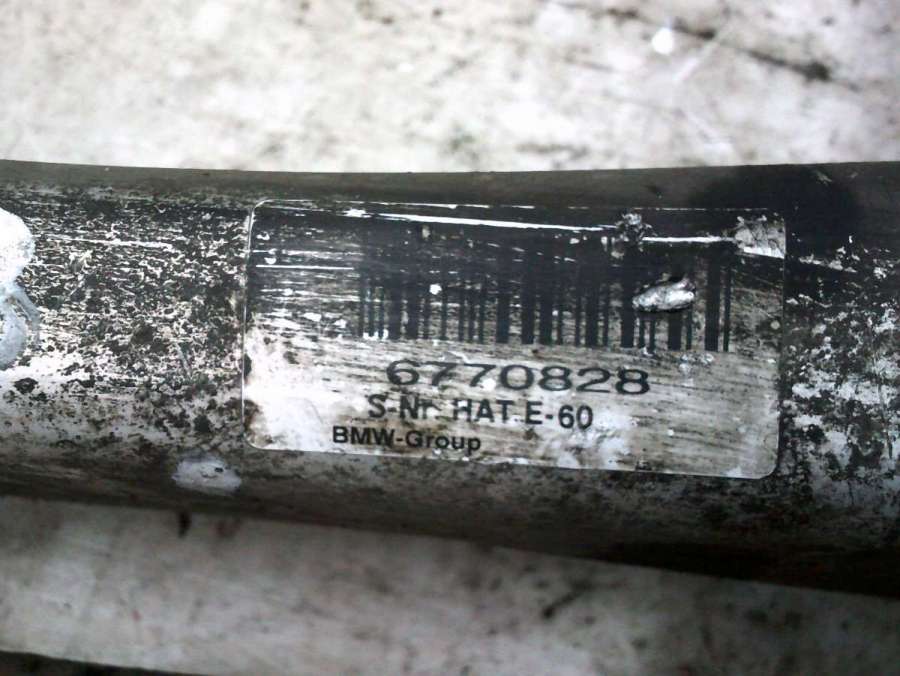 6770828
S-Nr. HAT E-60
BMW-Group